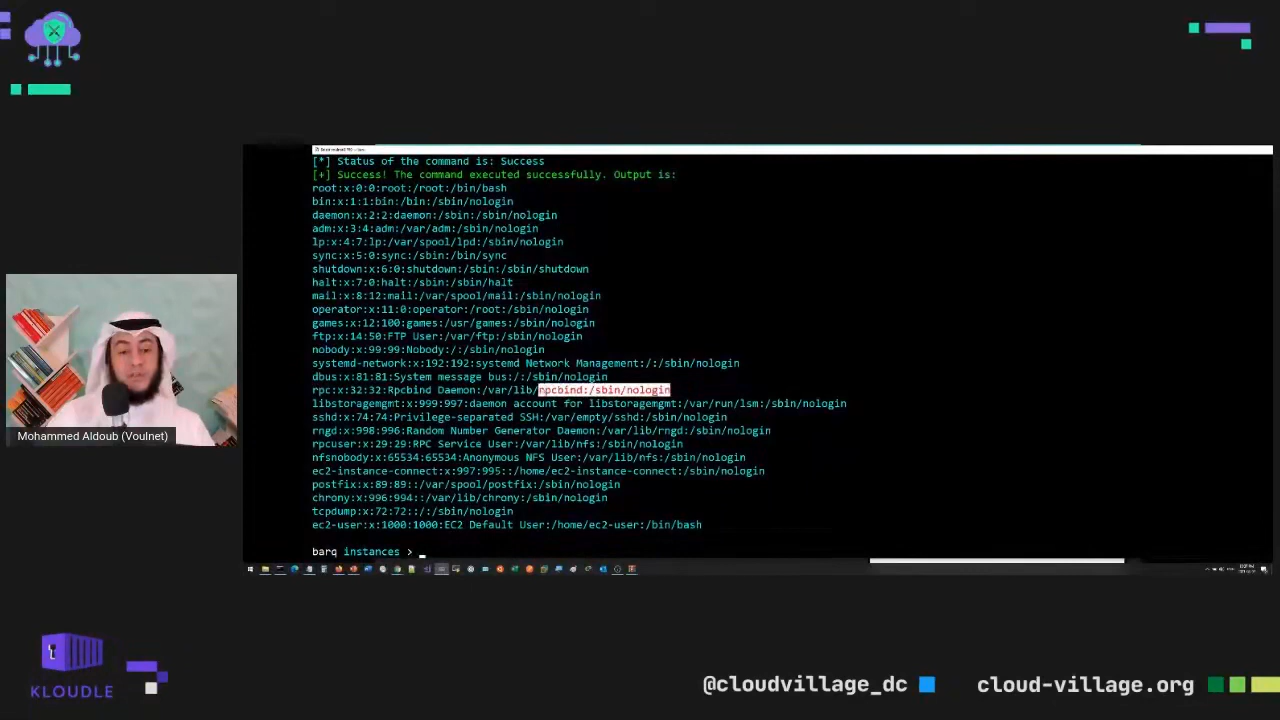 [*] Status of the command is: Success
[+] Success! The command executed successfully. Output is:
root:x:0:0:root:/root:/bin/bash
bin:x:1:1:bin:/bin:/sbin/nologin
daemon:x:2:2:daemon:/sbin:/sbin/nologin
adm:x:3:4:adm:/var/adm:/sbin/nologin
lp:x:4:7:lp:/var/spool/lpd:/sbin/nologin
sync:x:5:0:sync:/sbin:/bin/sync
shutdown:x:6:0:shutdown:/sbin:/sbin/shutdown
halt:x:7:0:halt:/sbin:/sbin/halt
mail:x:8:12:mail:/var/spool/mail:/sbin/nologin
operator:x:11:0:operator:/root:/sbin/nologin
games:x:12:100:games:/usr/games:/sbin/nologin
ftp:x:14:50:FTP User:/var/ftp:/sbin/nologin
nobody:x:99:99:Nobody:/:/sbin/nologin
systemd-network:x:192:192:systemd Network Management:/:/sbin/nologin
dbus:x:81:81:System message bus:/:/sbin/nologin
rpc:x:32:32:Rpcbind Daemon:/var/lib/rpcbind:/sbin/nologin
libstoragemgmt:x:999:997:daemon account for libstoragemgmt:/var/run/lsm:/sbin/nologin
sshd:x:74:74:Privilege-separated SSH:/var/empty/sshd:/sbin/nologin
rngd:x:998:996:Random Number Generator Daemon:/var/lib/rngd:/sbin/nologin
rpcuser:x:29:29:RPC Service User:/var/lib/nfs:/sbin/nologin
nfsnobody:x:65534:65534:Anonymous NFS User:/var/lib/nfs:/sbin/nologin
ec2-instance-connect:x:997:995::/home/ec2-instance-connect:/sbin/nologin
postfix:x:89:89::/var/spool/postfix:/sbin/nologin
chrony:x:996:994::/var/lib/chrony:/sbin/nologin
tcpdump:x:72:72::/:/sbin/nologin
ec2-user:x:1000:1000:EC2 Default User:/home/ec2-user:/bin/bash
barq instances >
Mohammed Aldoub (Voulnet)
KLOUDLE
@cloudvillage_dc
cloud-village.org